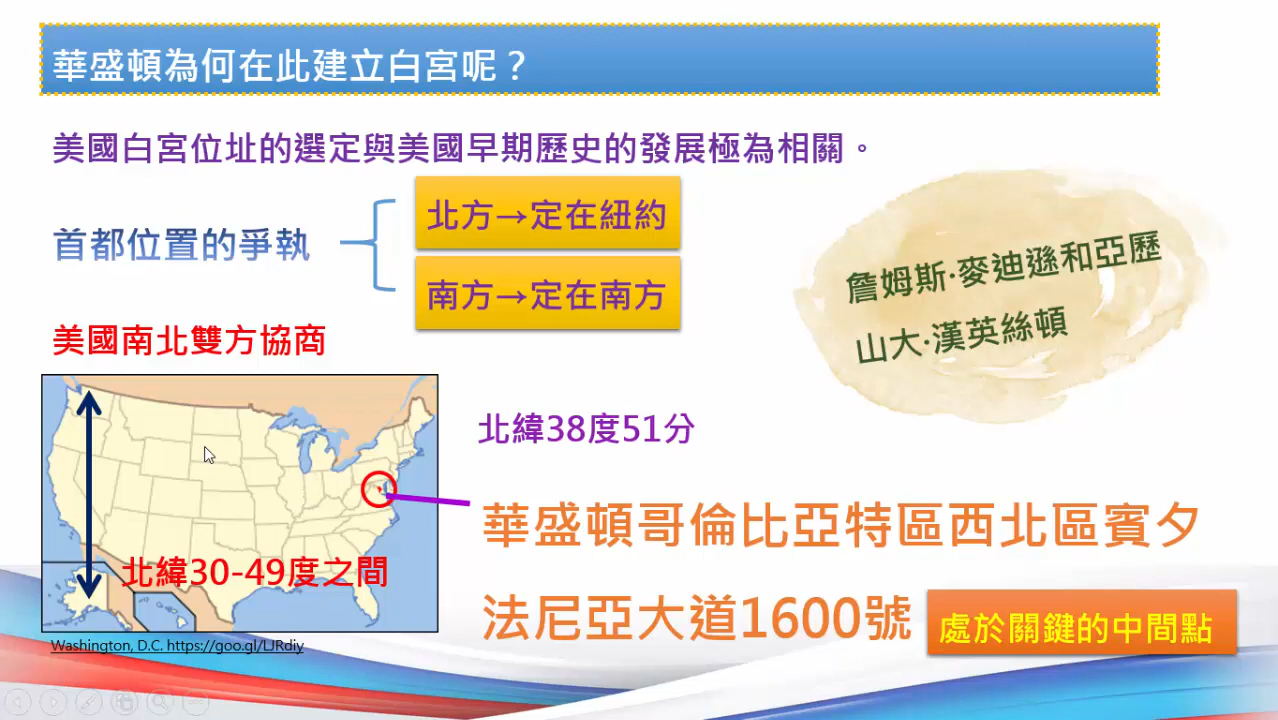 華盛頓為何在此建立白宮呢？
美國白宮位址的選定與美國早期歷史的發展極為相關。
首都位置的爭執
北方→定在紐約
南方→定在南方
詹姆斯·麥迪遜和亞歷
山大·漢英絲頓
美國南北雙方協商
北緯38度51分
華盛頓哥倫比亞特區西北區賓夕
法尼亞大道1600號
處於關鍵的中間點
北緯30-49度之間
Washington, D.C. https://goo.gl/LJRdiy